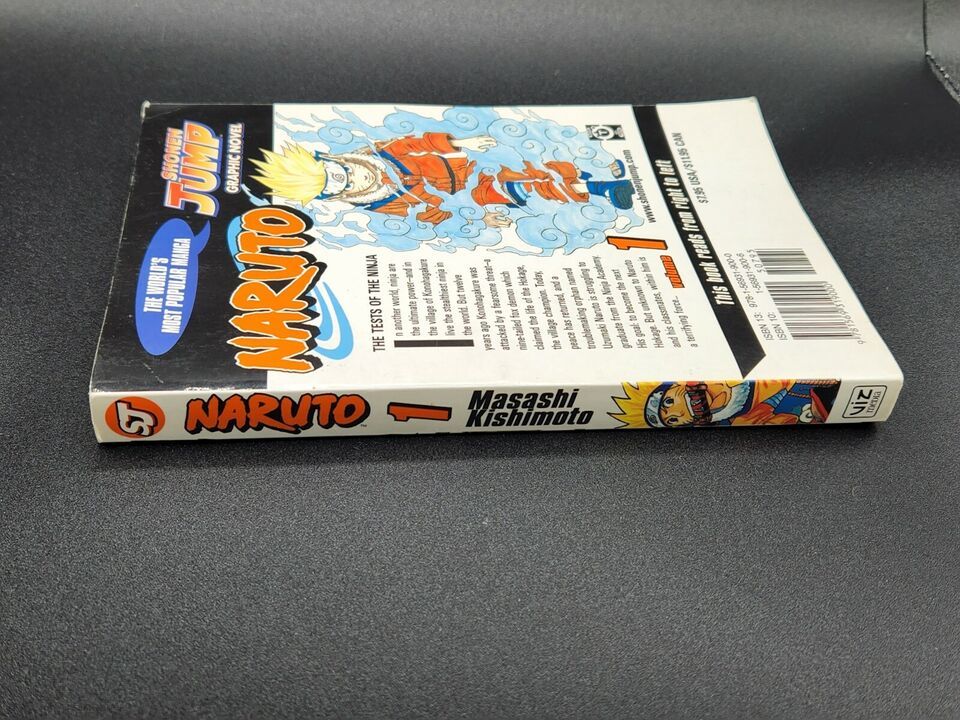 THE WORLD'S
MOST POPULAR MANGA
SHONEN
JUMP
GRAPHIC NOVEL
NARUTO
THE TESTS OF THE NINJA
In another world, ninja are
the ultimate power—and in
the village of Konohagakure
live the stealthiest ninja in
the world. But twelve
years ago Konohagakure was
attacked by a fearsome threat—a
nine-tailed fox demon which
claimed the life of the Hokage,
the village champion. Today,
peace has returned, and a
troublemaking orphan named
Uzumaki Naruto is struggling to
graduate from the Ninja Academy.
His goal: to become the next
Hokage. But unknown to Naruto
and his classmates, within him is
a terrifying force...
volume 1
www.shonenjump.com
This book reads from right to left
$7.95 USA/$11.95 CAN
ISBN 13: 978-1-56931-900-0
ISBN 10: 1-56931-900-6
SJ
NARUTO
TM
1
Masashi
Kishimoto
viz
media